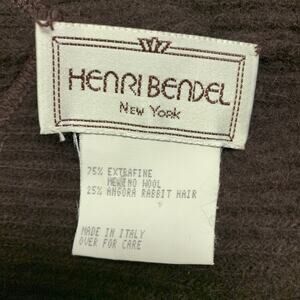 HENRI BENDEL
NEW YORK
75% EXTRAFINE
MERINO WOOL
25% ANGORA RABBIT HAIR
MADE IN ITALY
OVER FOR CARE